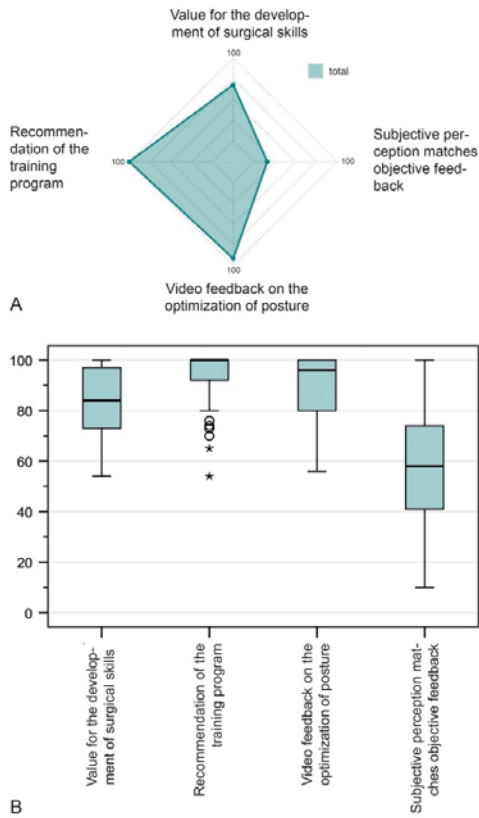 Value for the develop-
ment of surgical skills
100
total
Recommen-
dation of the
training
program
100
100
Subjective per-
ception matches
objective feed-
back
100
Video feedback on the
optimization of posture
A
100
80
60
40
20
0
Value for the develop-
ment of surgical skills
Recommendation of the
training program
Video feedback on the
optimization of posture
Subjective perception mat-
ches objective feedback
B